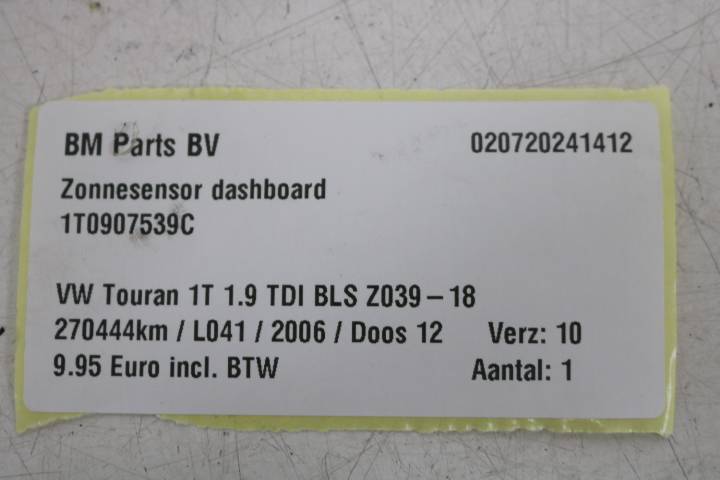 BM Parts BV 020720241412
Zonnesensor dashboard
1T0907539C
VW Touran 1T 1.9 TDI BLS Z039 – 18
270444km / L041 / 2006 / Doos 12 Verz: 10
9.95 Euro incl. BTW Aantal: 1